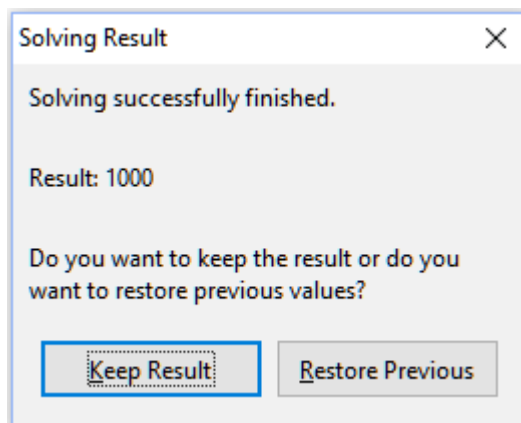 Solving Result
Solving successfully finished.
Result: 1000
Do you want to keep the result or do you
want to restore previous values?
Keep Result
Restore Previous